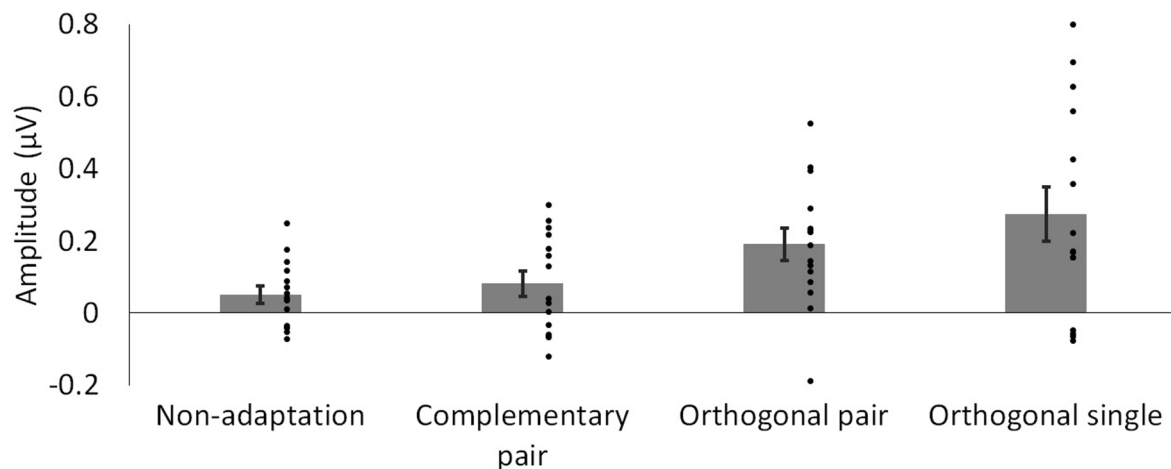 0.8
0.6
0.4
0.2
0
-0.2
Amplitude (µV)
Non-adaptation
Complementary
pair
Orthogonal pair
Orthogonal single